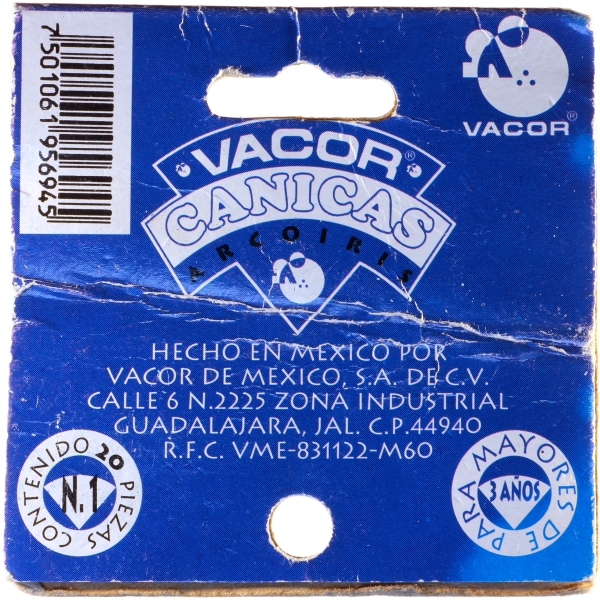 7501061956945
VACOR®
VACOR®
CANICAS
ARCOIRIS
HECHO EN MEXICO POR
VACOR DE MEXICO, S.A. DE C.V.
CALLE 6 N.2225 ZONA INDUSTRIAL
GUADALAJARA, JAL. C.P.44940
R.F.C. VME-831122-M60
CONTENIDO 20 PIEZAS
N.1
PARA MAYORES DE
3 AÑOS